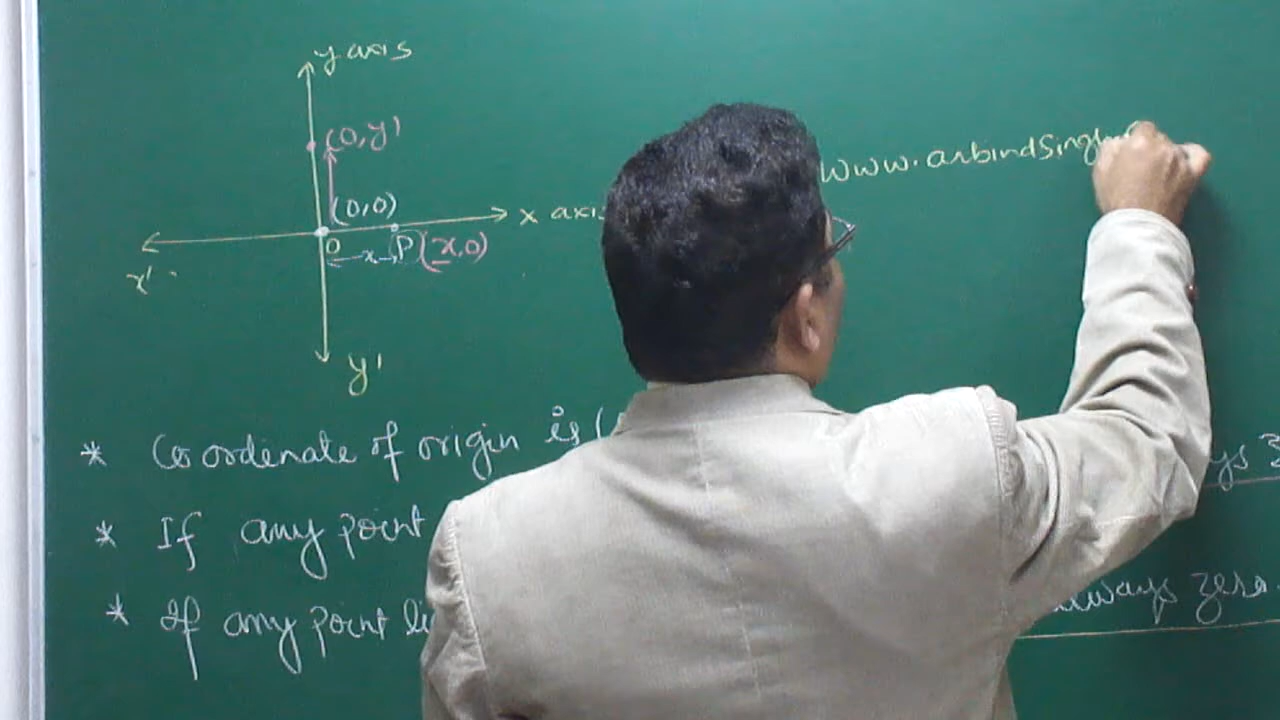 y axis
(0,y)
(0,0)
x axis
0
x P(x,0)
x'
y'
www.arbindsingh
* Coordenate of origin is (
* If any point
* If any point
always zero